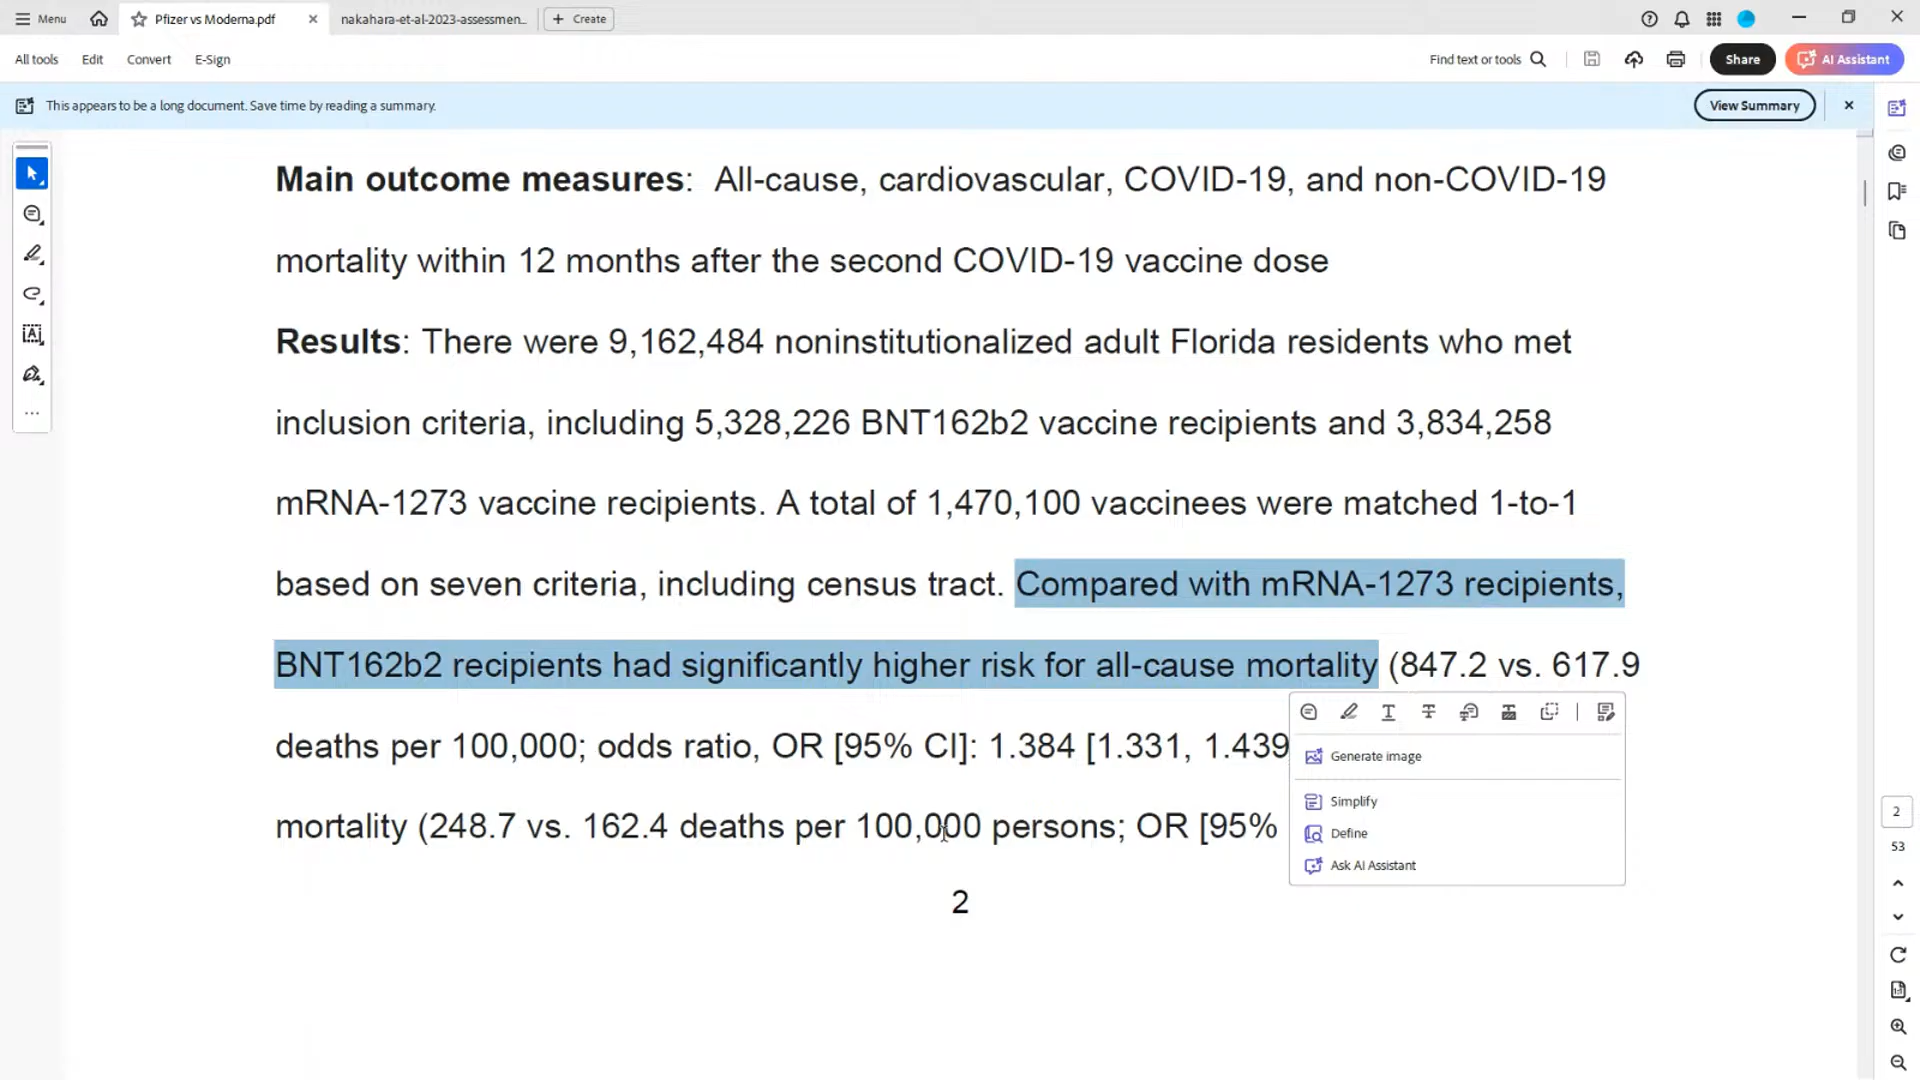 Menu
Pfizer vs Moderna.pdf
nakahara-et-al-2023-assessmen...
Create
All tools
Edit
Convert
E-Sign
Find text or tools
Share
AI Assistant
This appears to be a long document. Save time by reading a summary.
View Summary
Main outcome measures: All-cause, cardiovascular, COVID-19, and non-COVID-19
mortality within 12 months after the second COVID-19 vaccine dose
Results: There were 9,162,484 noninstitutionalized adult Florida residents who met
inclusion criteria, including 5,328,226 BNT162b2 vaccine recipients and 3,834,258
mRNA-1273 vaccine recipients. A total of 1,470,100 vaccinees were matched 1-to-1
based on seven criteria, including census tract. Compared with mRNA-1273 recipients,
BNT162b2 recipients had significantly higher risk for all-cause mortality (847.2 vs. 617.9
deaths per 100,000; odds ratio, OR [95% CI]: 1.384 [1.331, 1.439
mortality (248.7 vs. 162.4 deaths per 100,000 persons; OR [95%
Generate image
Simplify
Define
Ask AI Assistant
2
2
53